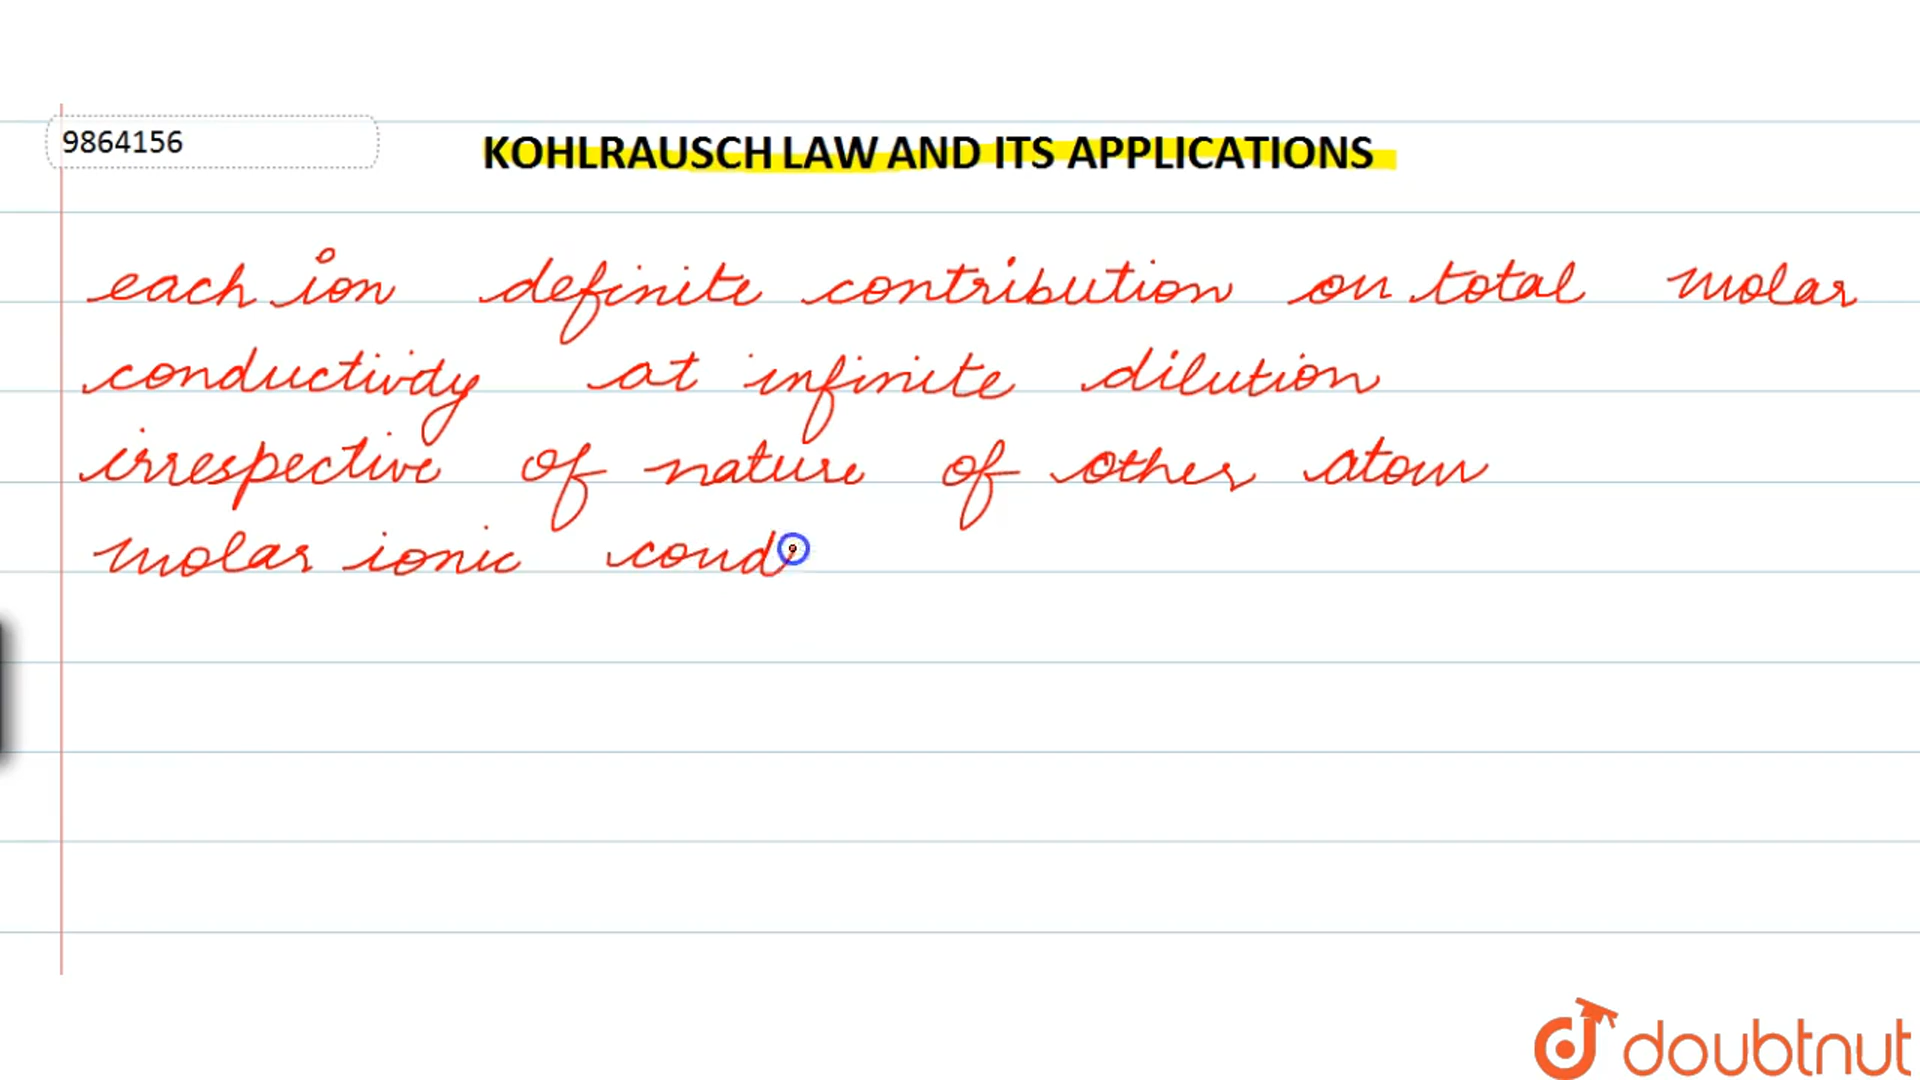 9864156
KOHLRAUSCH LAW AND ITS APPLICATIONS
each ion definite contribution on total molar
conductivity at infinite dilution
irrespective of nature of other atom
molar ionic cond
doubtnut